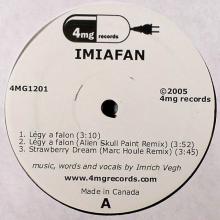 4mg
records
IMIAFAN
4MG1201
©2005
4mg records
1. Légy a falon (3:10)
2. Légy a falon (Alien Skull Paint Remix) (3:52)
3. Strawberry Dream (Marc Houle Remix) (3:45)
music, words and vocals by Imrich Vegh
www.4mgrecords.com
Made in Canada
A